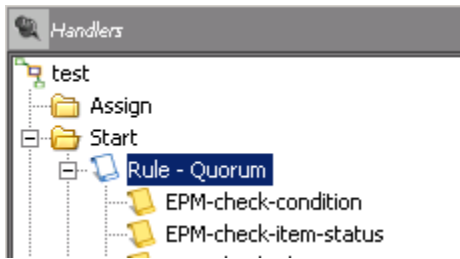 Handlers
test
Assign
Start
Rule - Quorum
EPM-check-condition
EPM-check-item-status